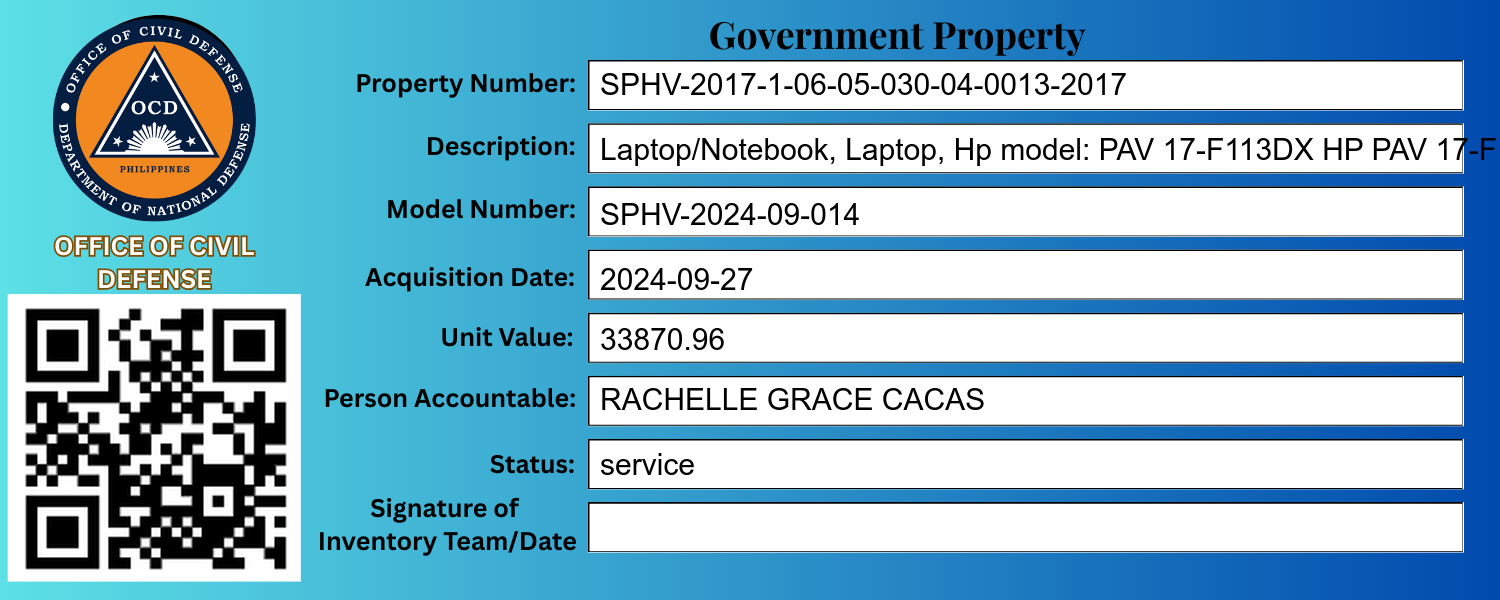 Government Property
OFFICE OF CIVIL DEFENSE
DEPARTMENT OF NATIONAL DEFENSE
OCD
PHILIPPINES
OFFICE OF CIVIL
DEFENSE
Property Number: SPHV-2017-1-06-05-030-04-0013-2017
Description: Laptop/Notebook, Laptop, Hp model: PAV 17-F113DX HP PAV 17-F
Model Number: SPHV-2024-09-014
Acquisition Date: 2024-09-27
Unit Value: 33870.96
Person Accountable: RACHELLE GRACE CACAS
Status: service
Signature of
Inventory Team/Date